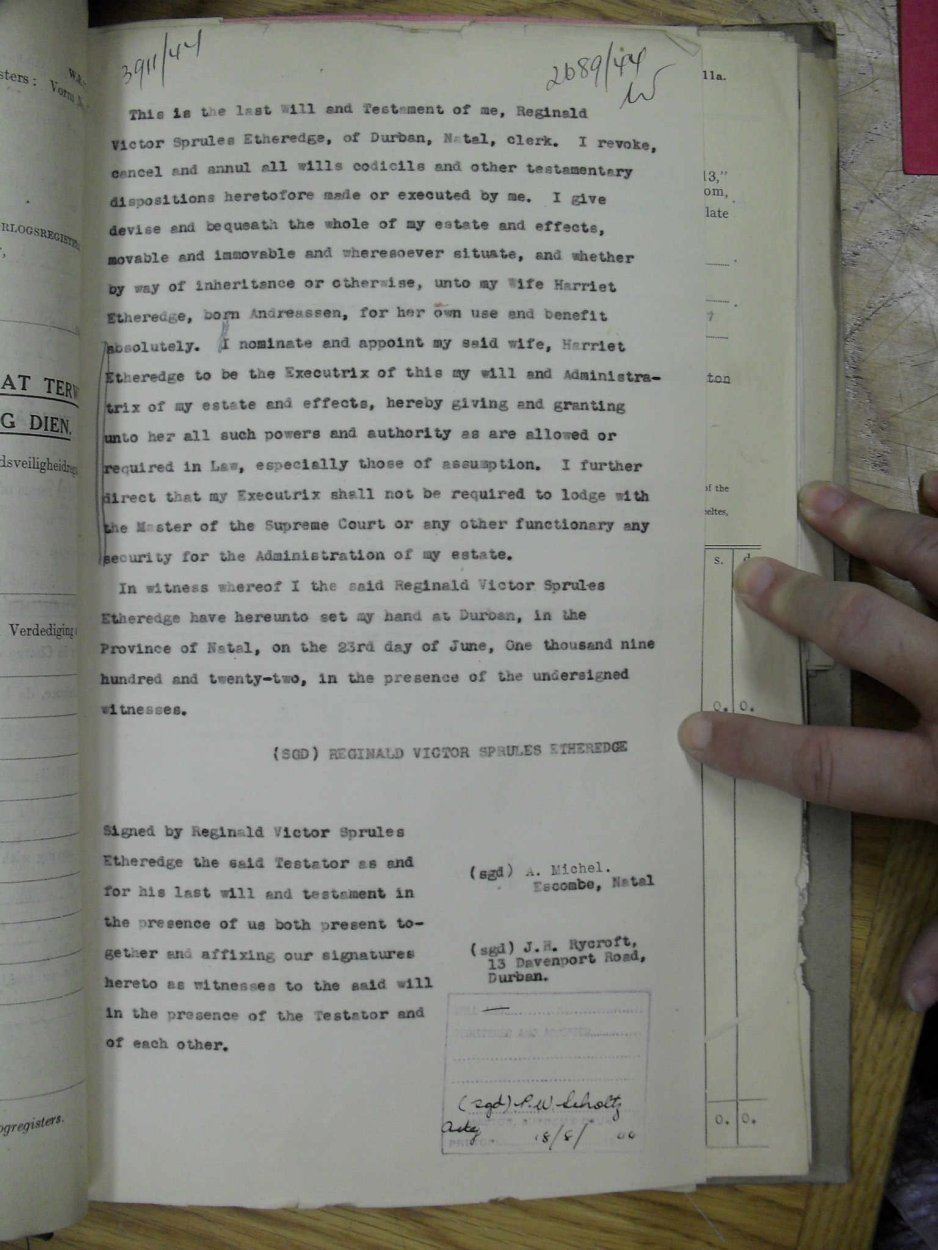 3911/44
2689/44
This is the last Will and Testament of me, Reginald
Victor Sprules Etheredge, of Durban, Natal, clerk. I revoke,
cancel and annul all wills codicils and other testamentary
dispositions heretofore made or executed by me. I give
devise and bequeath the whole of my estate and effects,
movable and immovable and wheresoever situate, and whether
by way of inheritance or otherwise, unto my Wife Harriet
Etheredge, born Andreassen, for her own use and benefit
absolutely. I nominate and appoint my said wife, Harriet
Etheredge to be the Executrix of this my will and Administra-
trix of my estate and effects, hereby giving and granting
unto her all such powers and authority as are allowed or
required in Law, especially those of assumption. I further
direct that my Executrix shall not be required to lodge with
the Master of the Supreme Court or any other functionary any
security for the Administration of my estate.
In witness whereof I the said Reginald Victor Sprules
Etheredge have hereunto set my hand at Durban, in the
Province of Natal, on the 23rd day of June, One thousand nine
hundred and twenty-two, in the presence of the undersigned
witnesses.
(SGD) REGINALD VICTOR SPRULES ETHEREDGE
Signed by Reginald Victor Sprules
Etheredge the said Testator as and
for his last will and testament in
the presence of us both present to-
gether and affixing our signatures
hereto as witnesses to the said will
in the presence of the Testator and
of each other.
(sgd) A. Michel.
Escombe, Natal
(sgd) J.H. Rycroft,
13 Davenport Road,
Durban.
REGISTERED AND ACCEPTED
(sgd) P.W. Scholtz
18/8/
AT TERW
G DIEN.
Verdediging
ogregisters.
11a.
13,"
om,
late
ton
of the
eeltes,
s. d.
0. 0.
0. 0.